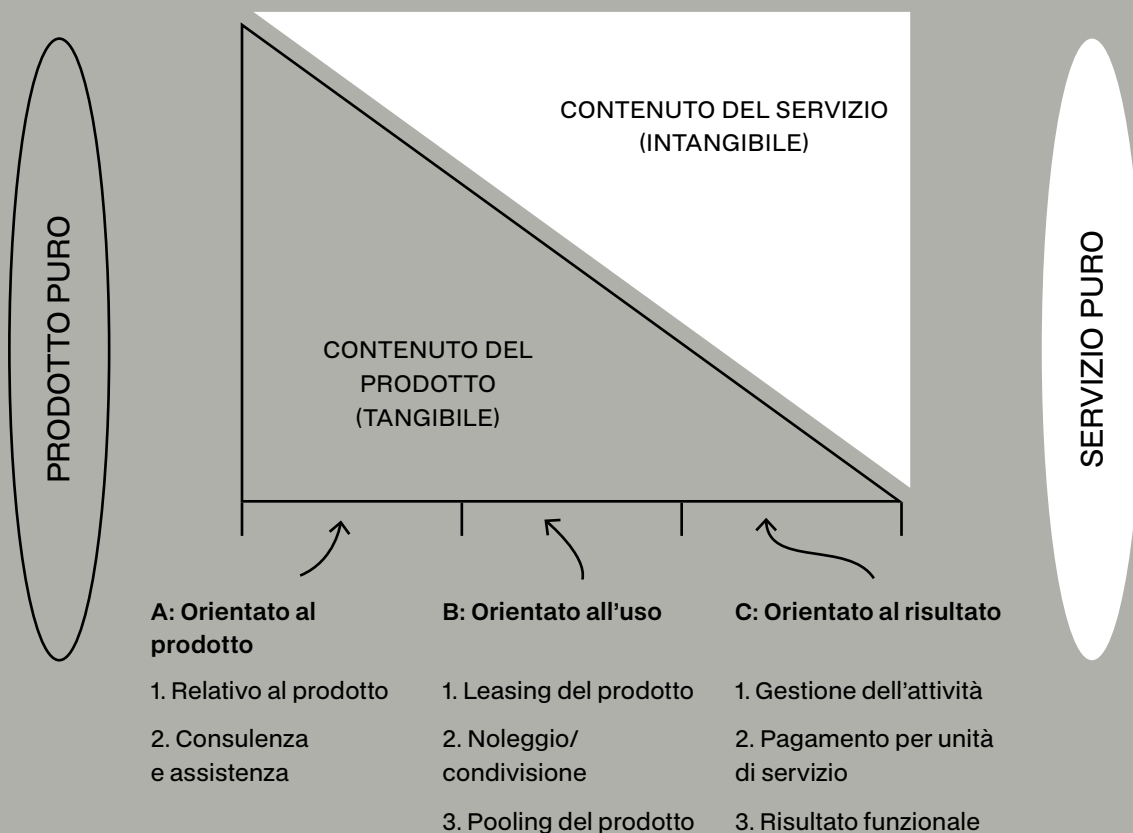 CONTENUTO DEL SERVIZIO
(INTANGIBILE)
PRODOTTO PURO
SERVIZIO PURO
CONTENUTO DEL
PRODOTTO
(TANGIBILE)
A: Orientato al
prodotto
1. Relativo al prodotto
2. Consulenza
e assistenza
B: Orientato all’uso
1. Leasing del prodotto
2. Noleggio/
condivisione
3. Pooling del prodotto
C: Orientato al risultato
1. Gestione dell’attività
2. Pagamento per unità
di servizio
3. Risultato funzionale